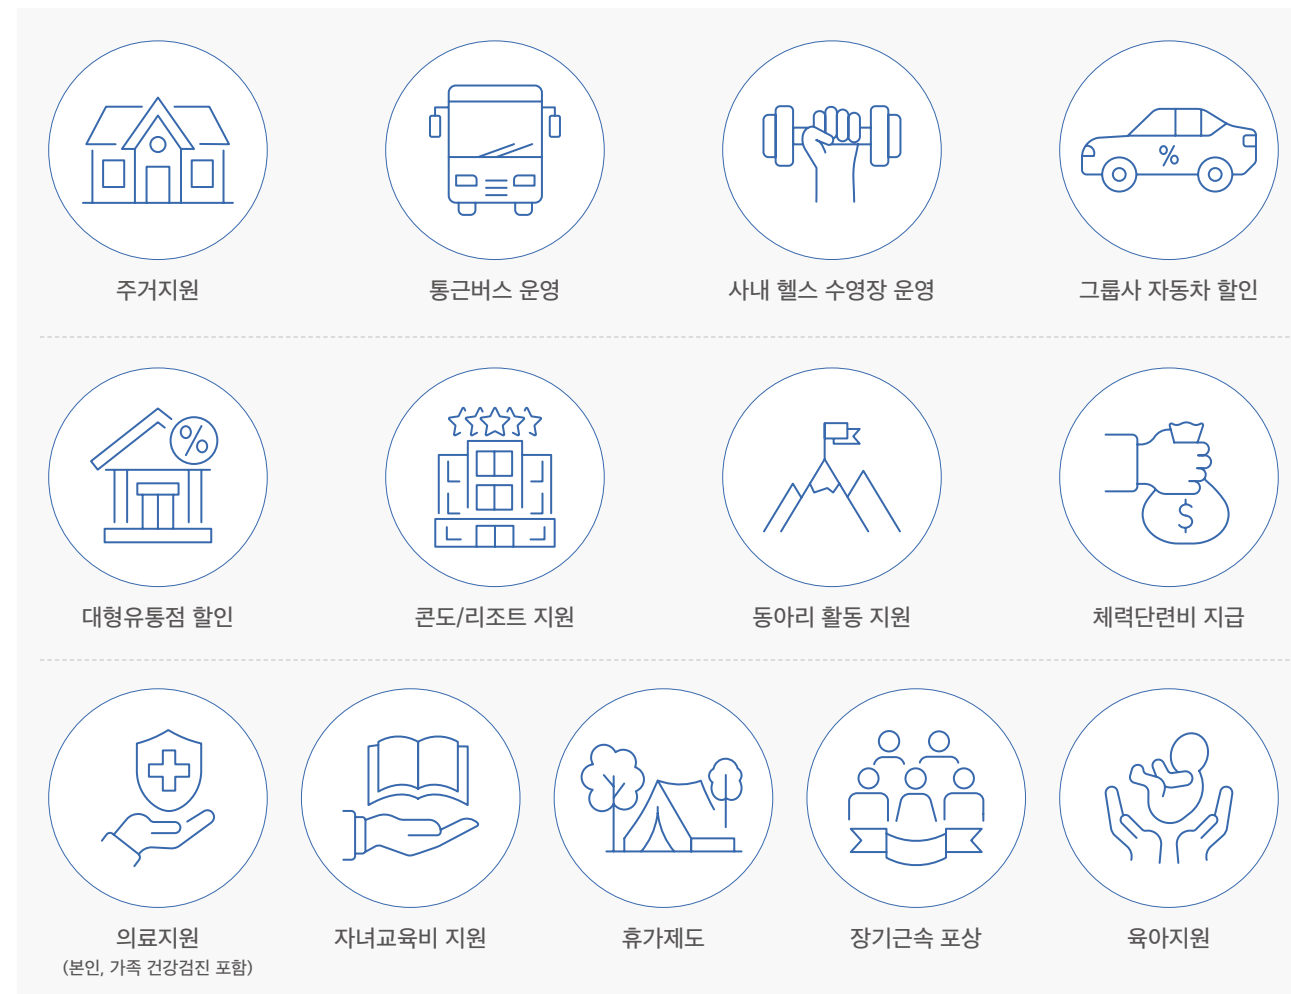 주거지원
통근버스 운영
사내 헬스 수영장 운영
%
그룹사 자동차 할인
%
대형유통점 할인
콘도/리조트 지원
동아리 활동 지원
$
체력단련비 지급
의료지원
(본인, 가족 건강검진 포함)
자녀교육비 지원
휴가제도
장기근속 포상
육아지원